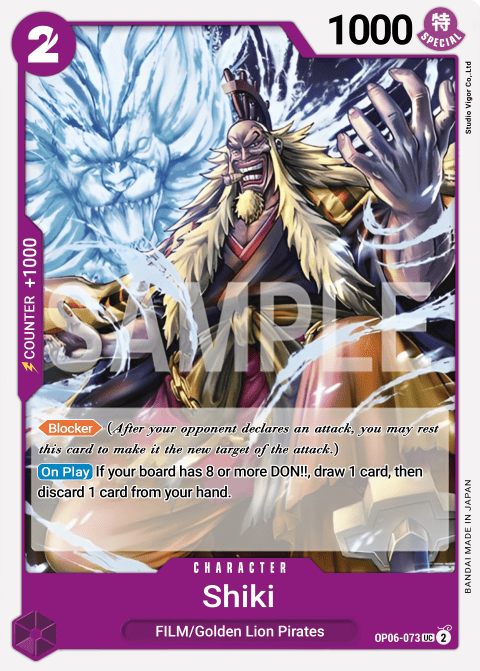 2
1000
特
SPECIAL
Studio Vigor Co.,Ltd
COUNTER +1000
SAMPLE
Blocker (After your opponent declares an attack, you may rest
this card to make it the new target of the attack.)
On Play If your board has 8 or more DON!!, draw 1 card, then
discard 1 card from your hand.
BANDAI MADE IN JAPAN
CHARACTER
Shiki
FILM/Golden Lion Pirates
OP06-073 UC 2